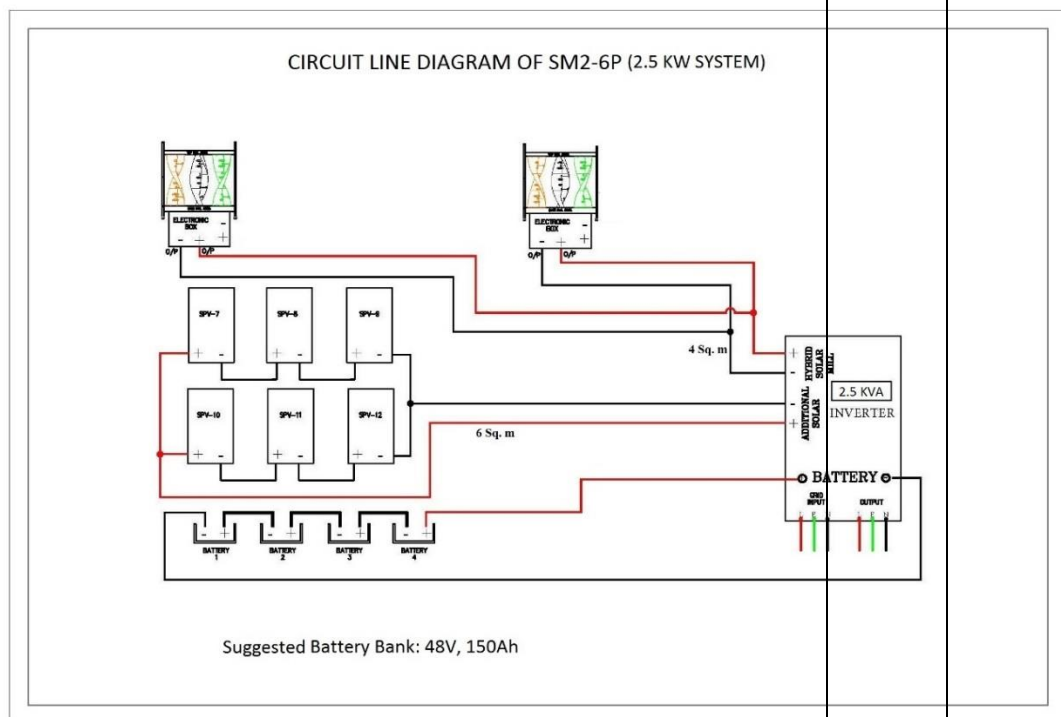 CIRCUIT LINE DIAGRAM OF SM2-6P (2.5 KW SYSTEM)
ELECTRONIC
BOX
-
+
- +
O/P O/P
ELECTRONIC
BOX
-
+
- +
O/P O/P
SPV-7
+ -
SPV-8
+ -
SPV-9
+ -
SPV-10
+ -
SPV-11
+ -
SPV-12
+ -
4 Sq. m
6 Sq. m
+
-
HYBRID
SOLAR
MILL
-
+
ADDITIONAL
SOLAR
2.5 KVA
INVERTER
BATTERY
GRID
INPUT
OUTPUT
- +
BATTERY
1
- +
BATTERY
2
- +
BATTERY
3
- +
BATTERY
4
Suggested Battery Bank: 48V, 150Ah